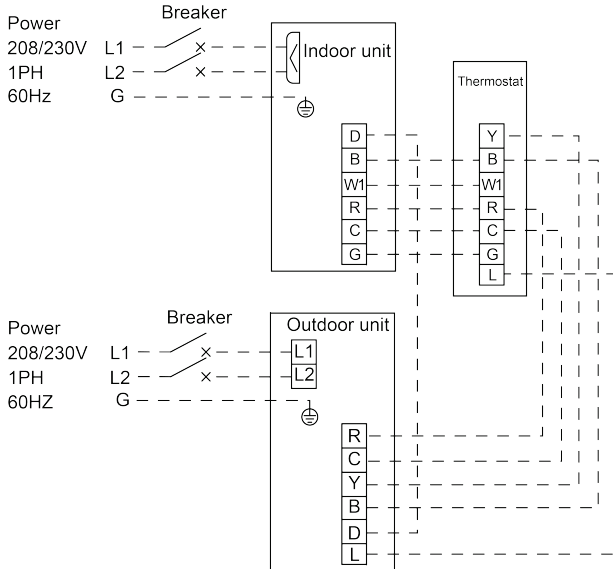 Power
Breaker
208/230V L1
1PH L2
60Hz G
Indoor unit
D
B
W1
R
C
G
Thermostat
Y
B
W1
R
C
G
L
Power
Breaker
208/230V L1
1PH L2
60HZ G
Outdoor unit
L1
L2
R
C
Y
B
D
L